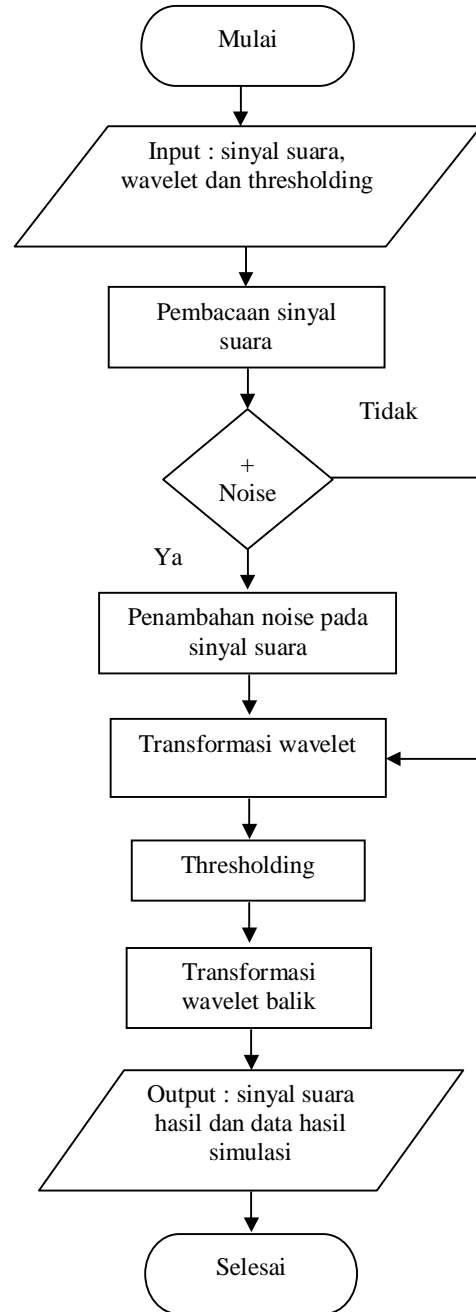 Mulai
Input : sinyal suara,
wavelet dan thresholding
Pembacaan sinyal
suara
Tidak
+
Noise
Ya
Penambahan noise pada
sinyal suara
Transformasi wavelet
Thresholding
Transformasi
wavelet balik
Output : sinyal suara
hasil dan data hasil
simulasi
Selesai